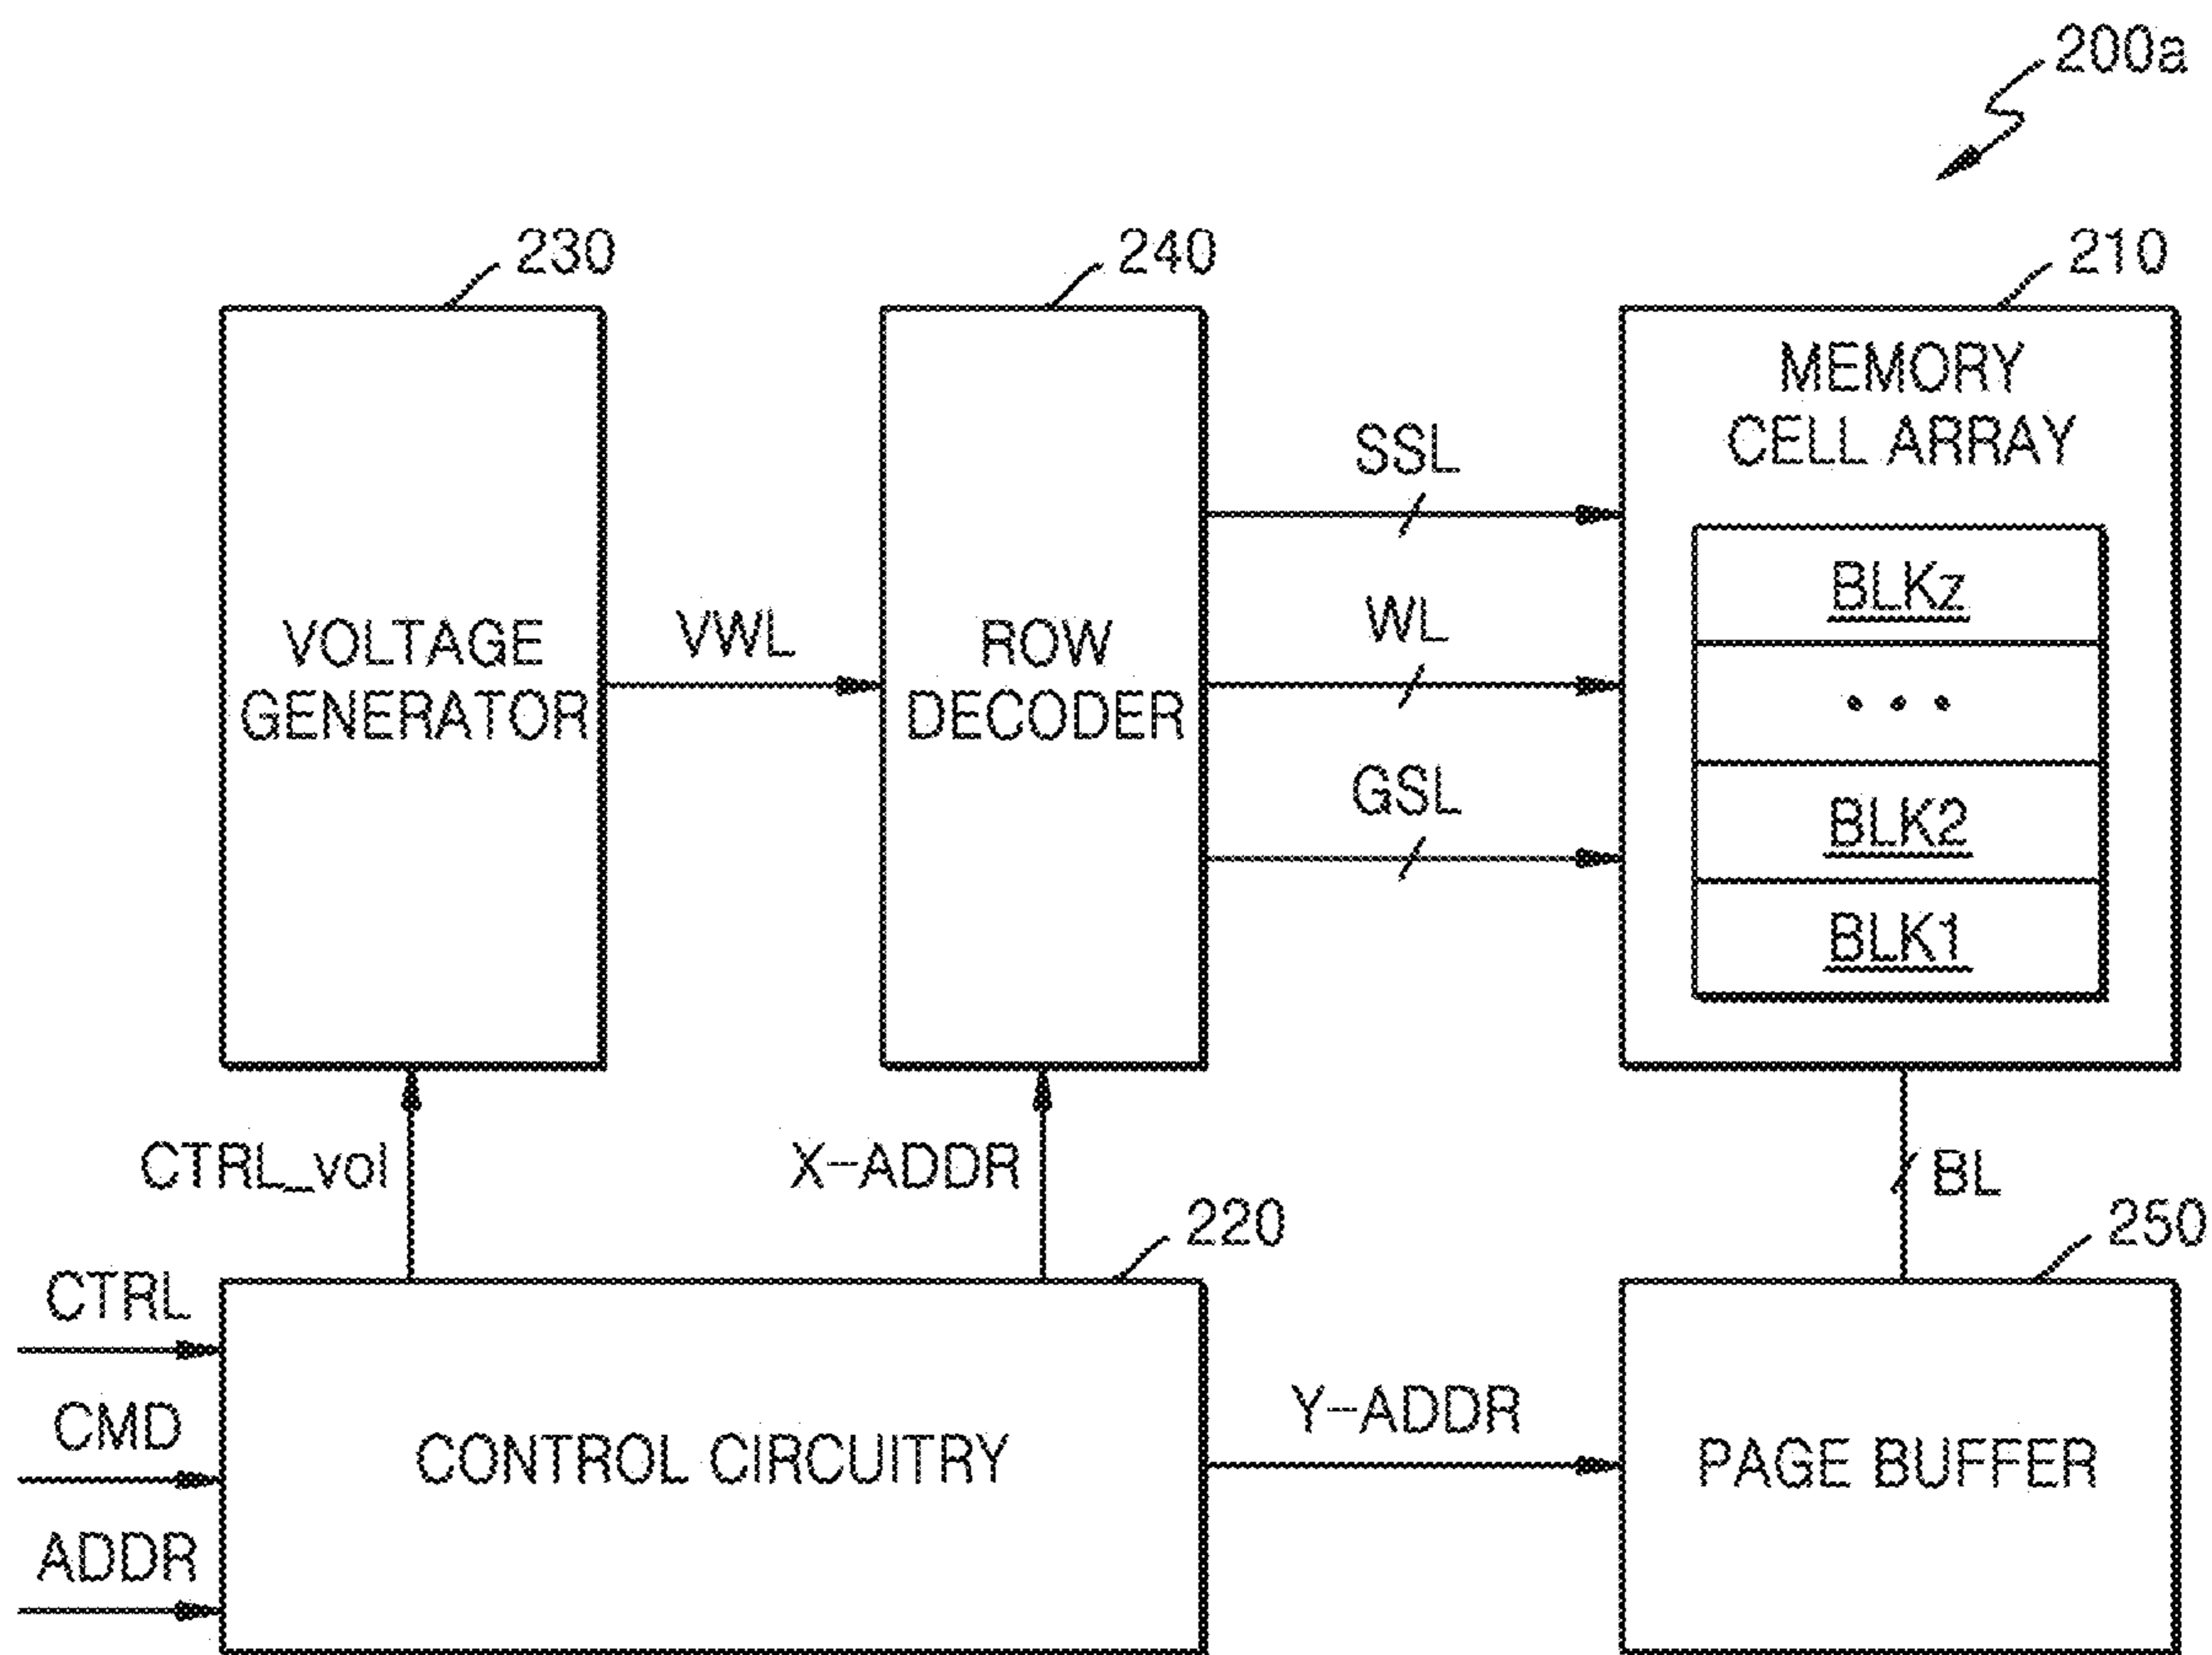 200a
230
240
210
VOLTAGE
GENERATOR
VWL
ROW
DECODER
SSL
WL
GSL
MEMORY
CELL ARRAY
BLKz
• • •
BLK2
BLK1
CTRL_vol
X-ADDR
BL
220
250
CTRL
CMD
ADDR
CONTROL CIRCUITRY
Y-ADDR
PAGE BUFFER